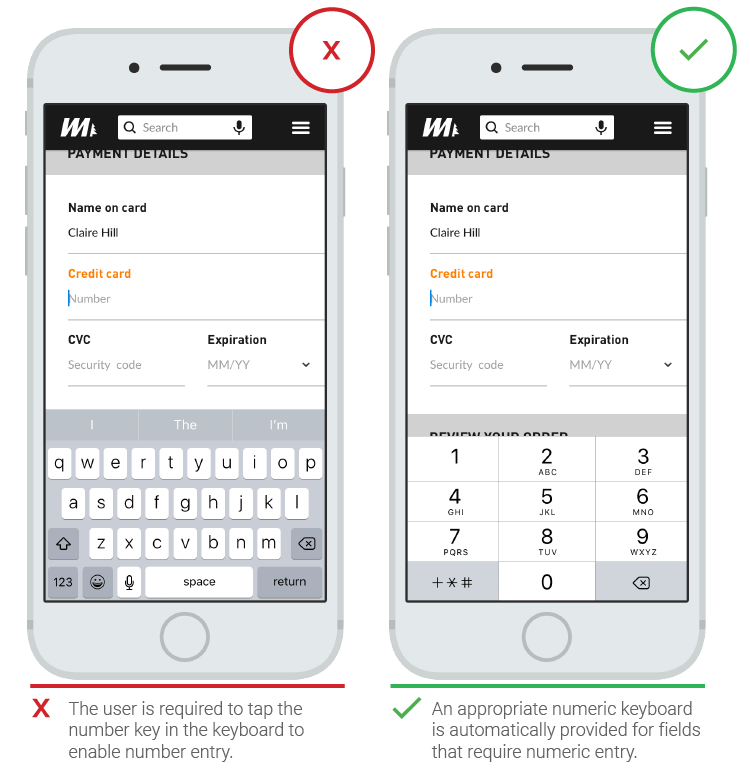 X
Search
PAYMENT DETAILS
Name on card
Claire Hill
Credit card
Number
CVC Expiration
Security code MM/YY
I The I'm
q w e r t y u i o p
a s d f g h j k l
z x c v b n m
123 space return
X The user is required to tap the
number key in the keyboard to
enable number entry.
Search
PAYMENT DETAILS
Name on card
Claire Hill
Credit card
Number
CVC Expiration
Security code MM/YY
REVIEW YOUR ORDER
1 2 3
ABC DEF
4 5 6
GHI JKL MNO
7 8 9
PQRS TUV WXYZ
+*# 0
An appropriate numeric keyboard
is automatically provided for fields
that require numeric entry.